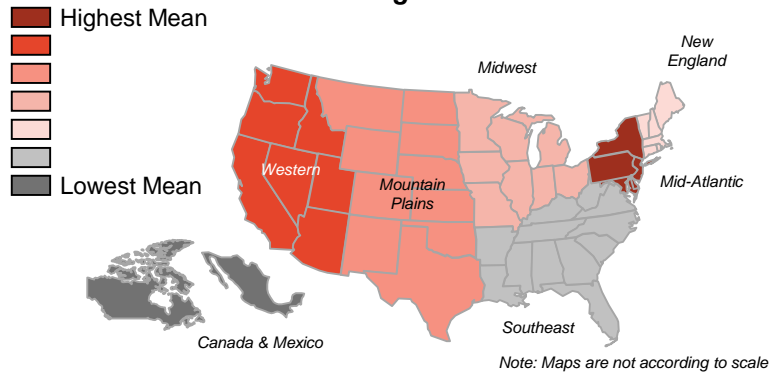 Highest Mean
Lowest Mean
New
England
Midwest
Western
Mountain
Plains
Mid-Atlantic
Southeast
Canada & Mexico
Note: Maps are not according to scale